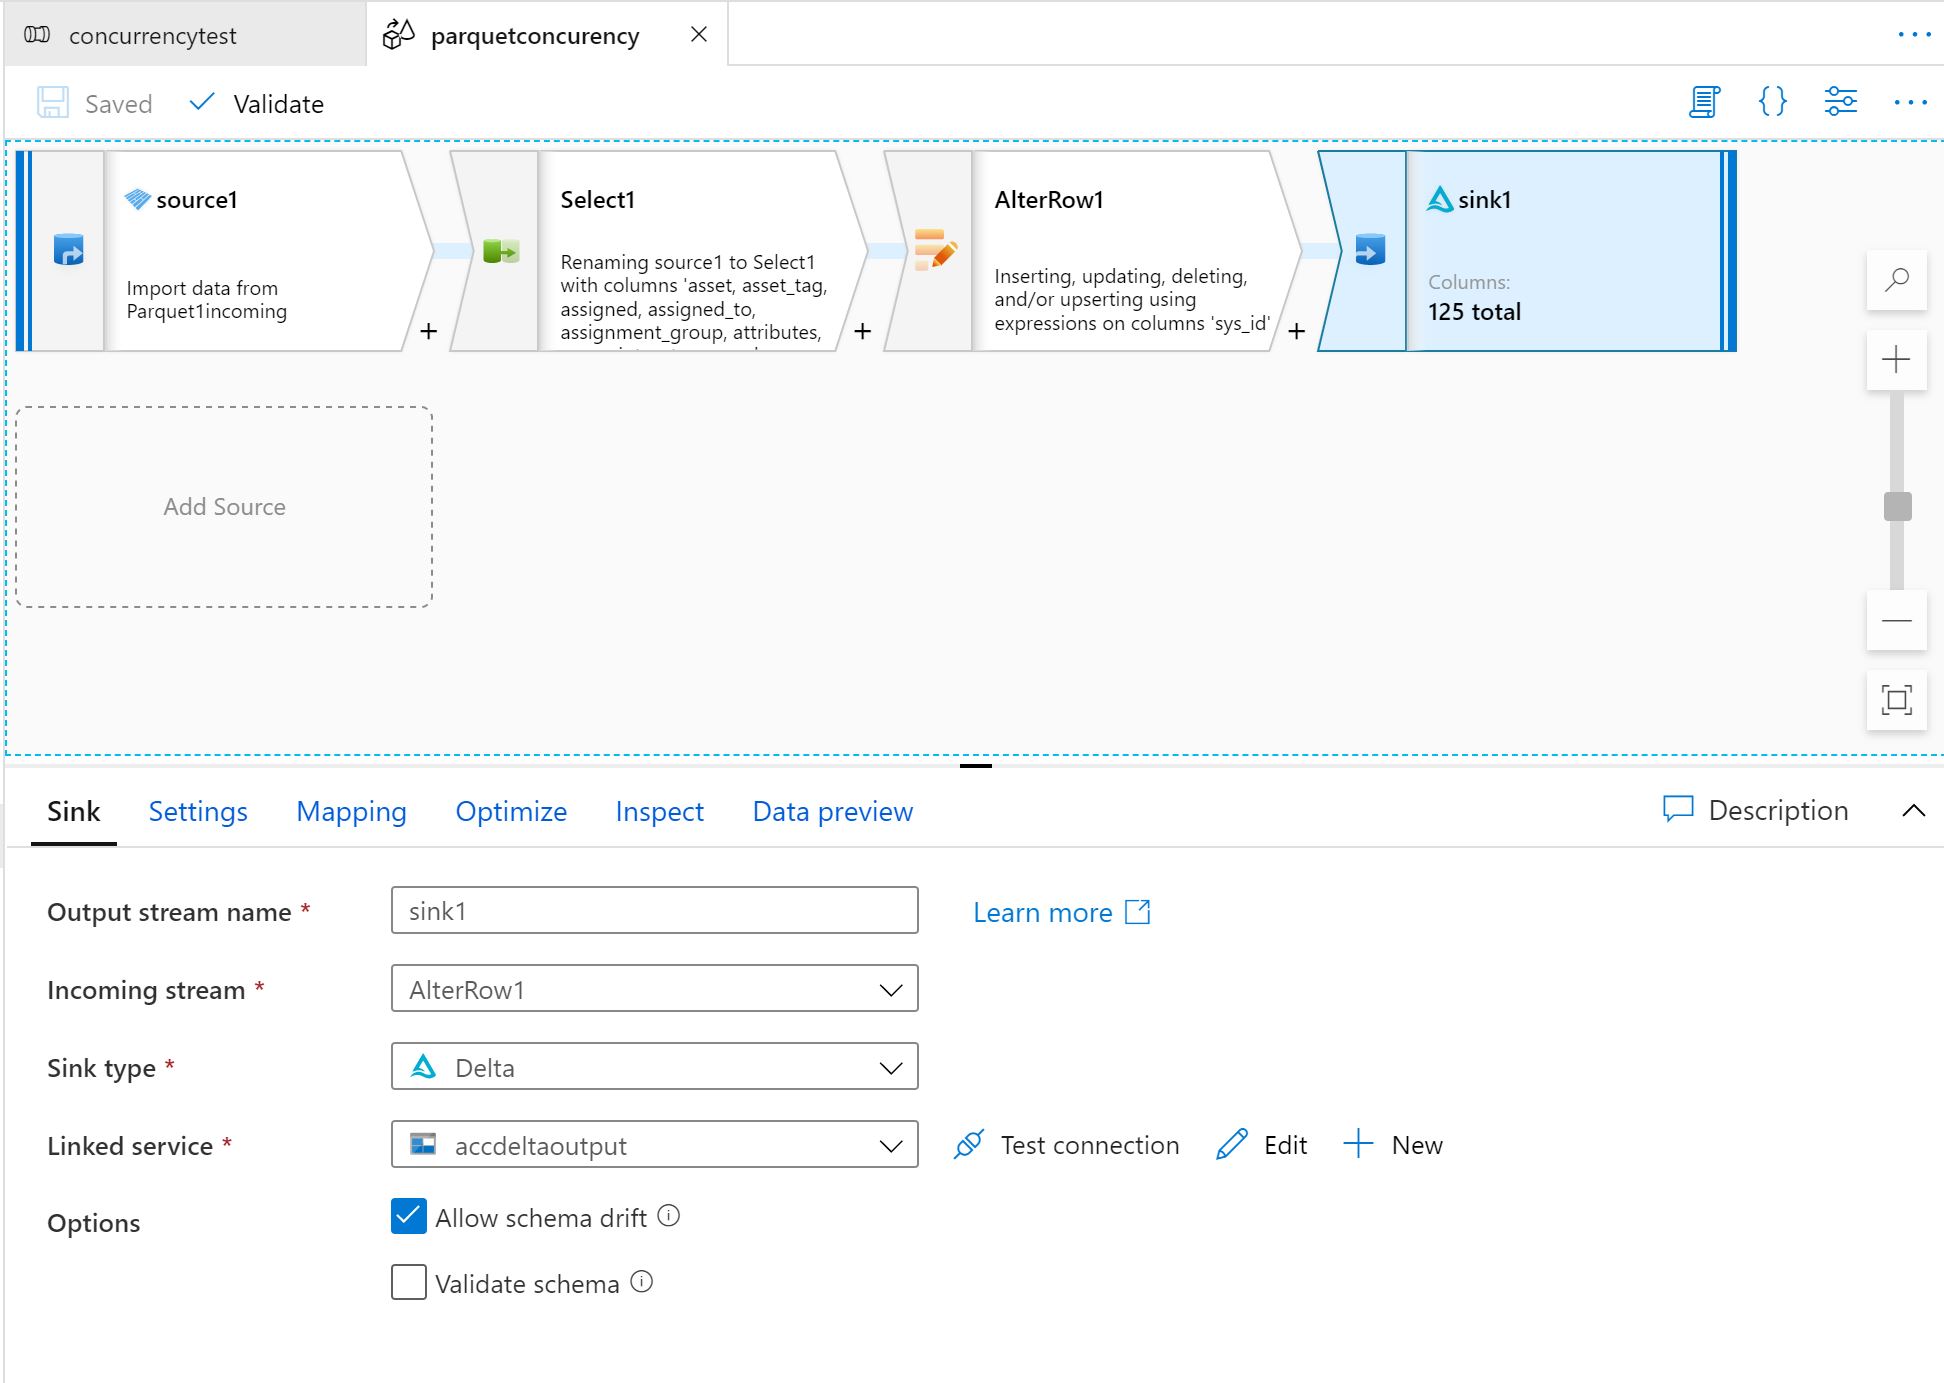 concurrencytest
parquetconcurency
Saved
Validate
source1
Import data from
Parquet1incoming
+
Select1
Renaming source1 to Select1
with columns 'asset, asset_tag,
assigned, assigned_to,
assignment_group, attributes,
+
AlterRow1
Inserting, updating, deleting,
and/or upserting using
expressions on columns 'sys_id'
+
sink1
Columns:
125 total
Add Source
Sink
Settings
Mapping
Optimize
Inspect
Data preview
Description
Output stream name *
sink1
Learn more
Incoming stream *
AlterRow1
Sink type *
Delta
Linked service *
accdeltaoutput
Test connection
Edit
New
Options
Allow schema drift
Validate schema